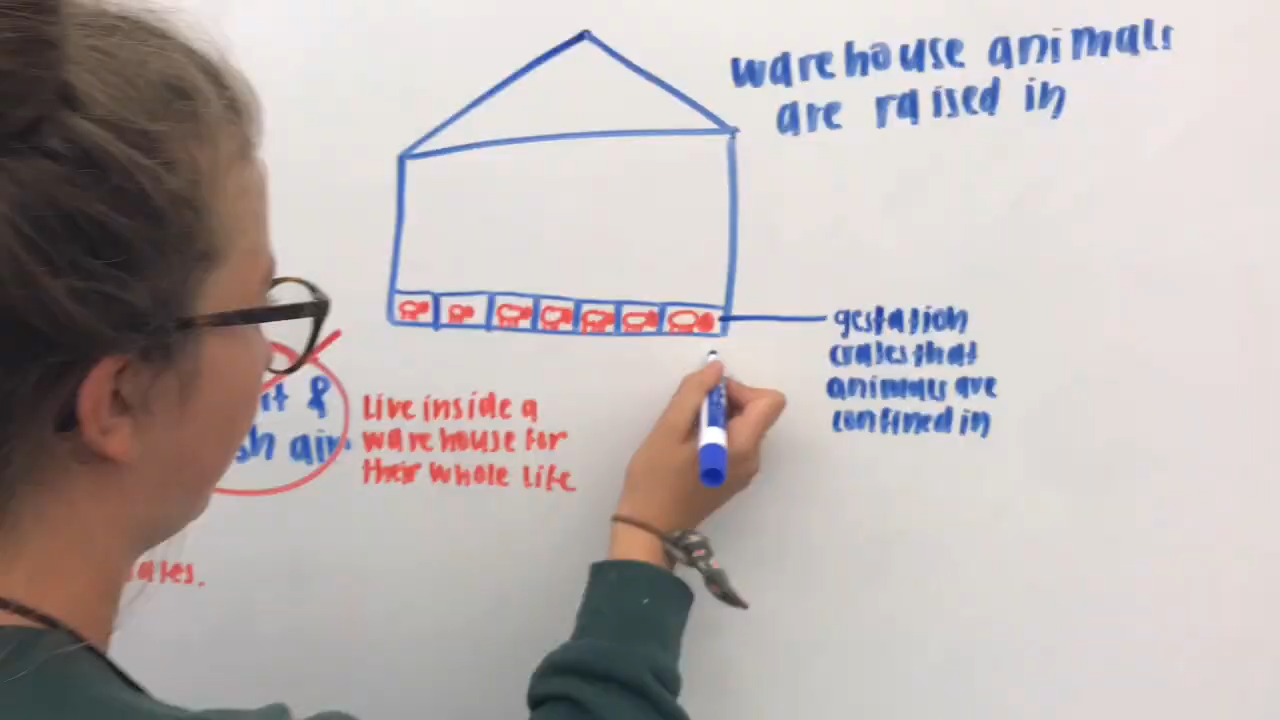 warehouse animals
are raised in
gestation
crates that
animals are
confined in
&
air
Live inside a
warehouse for
their whole life